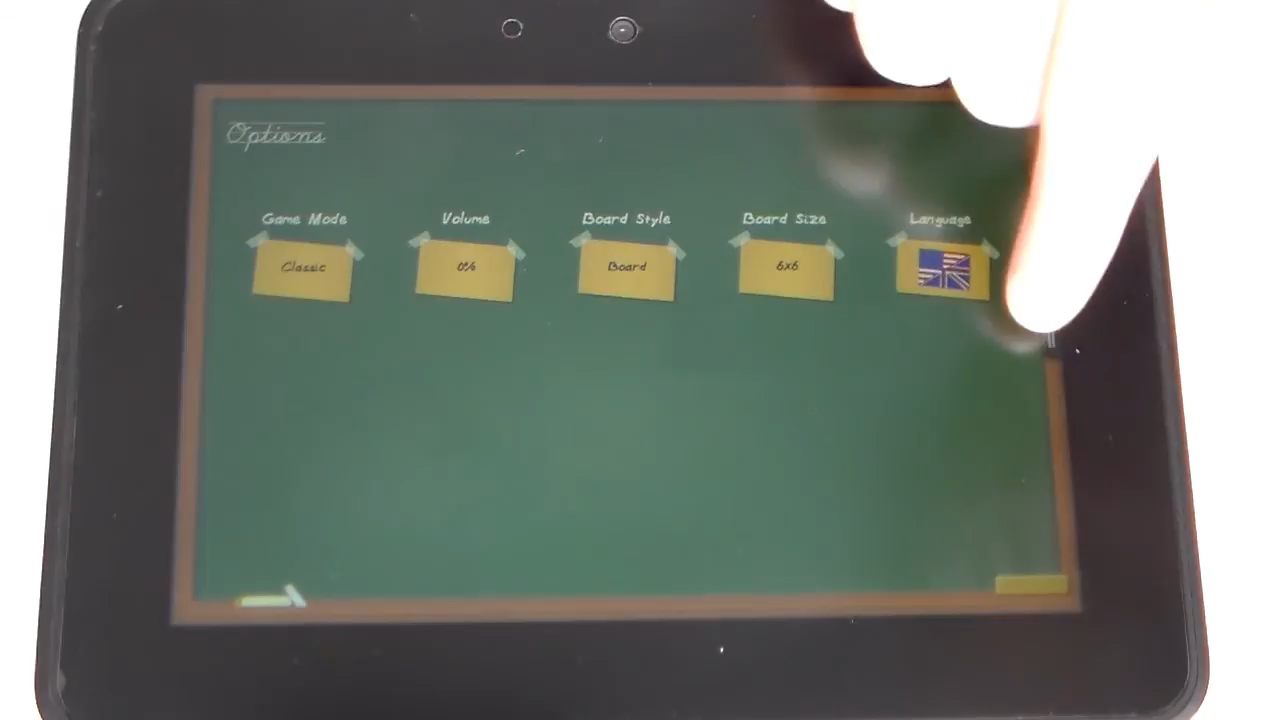 Options
Game Mode
Volume
Board Style
Board Size
Language
Classic
0%
Board
6x6